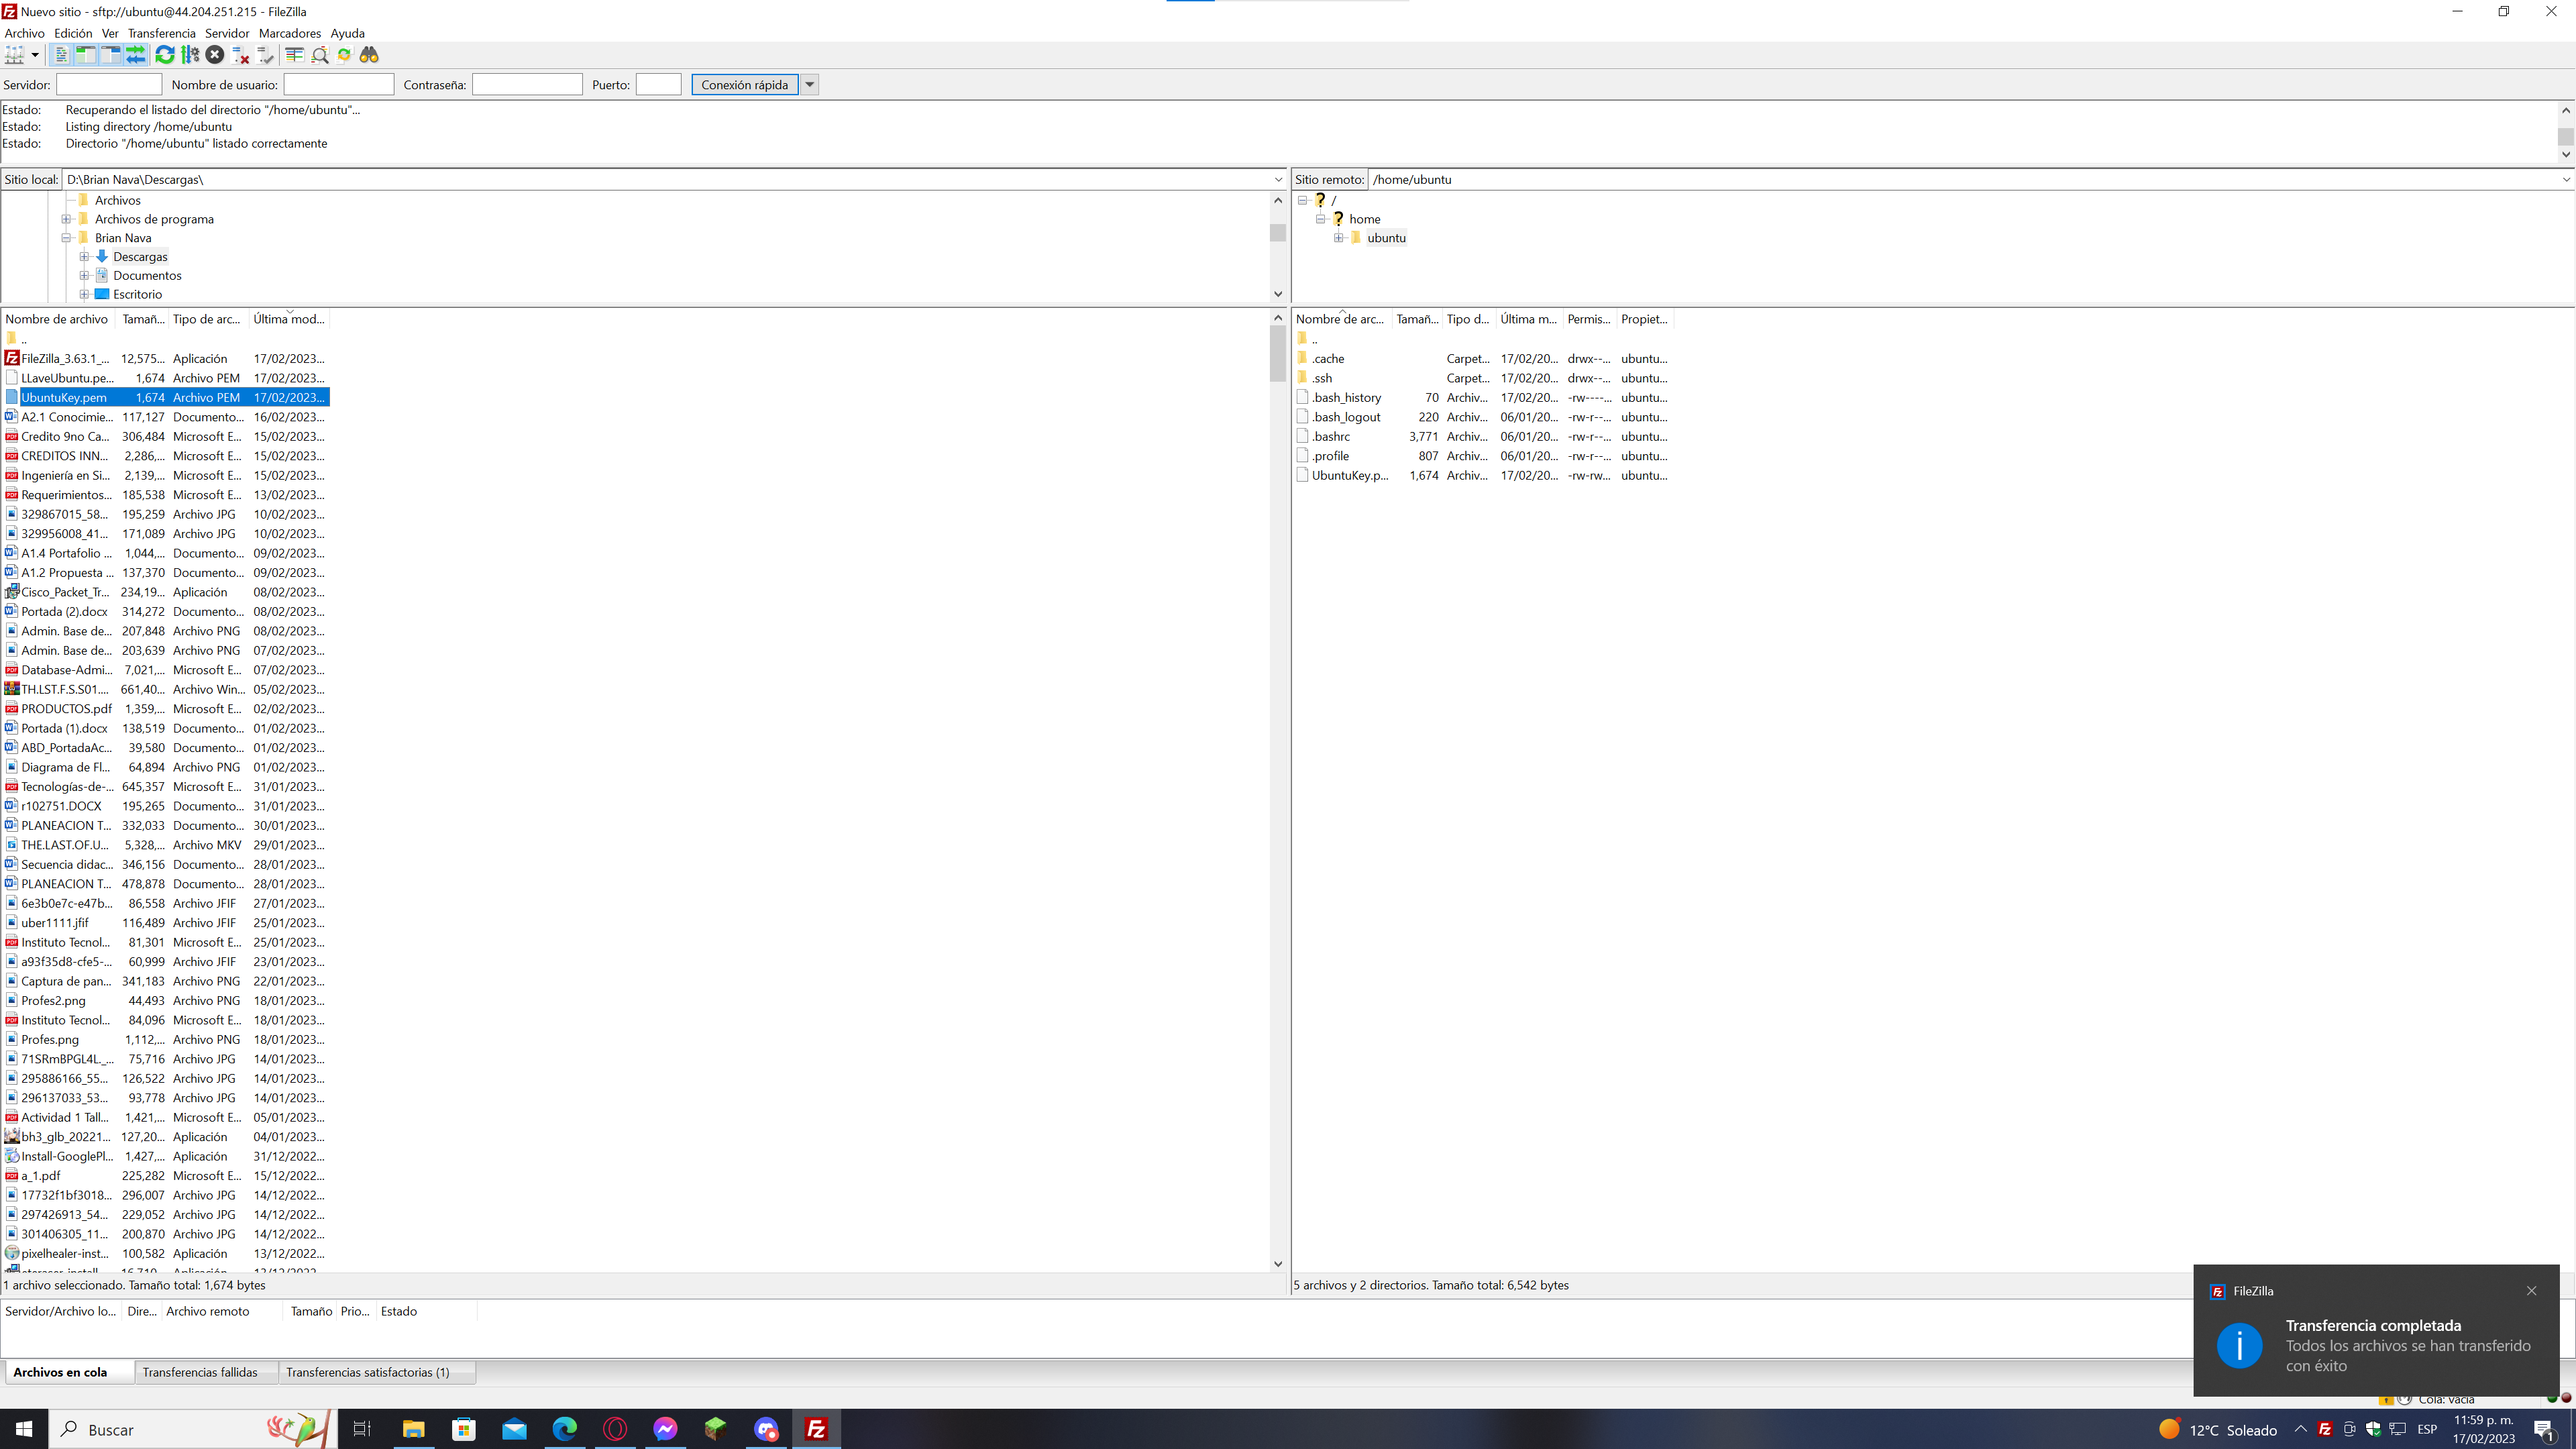 Nuevo sitio - sftp://ubuntu@44.204.251.215 - FileZilla
Archivo Edición Ver Transferencia Servidor Marcadores Ayuda
Servidor: Nombre de usuario: Contraseña: Puerto: Conexión rápida
Estado: Recuperando el listado del directorio "/home/ubuntu"...
Estado: Listing directory /home/ubuntu
Estado: Directorio "/home/ubuntu" listado correctamente
Sitio local: D:\Brian Nava\Descargas\
Archivos
Archivos de programa
Brian Nava
Descargas
Documentos
Escritorio
Sitio remoto: /home/ubuntu
/
home
ubuntu
Nombre de archivo Tamañ... Tipo de arc... Última mod...
..
FileZilla_3.63.1_... 12,575... Aplicación 17/02/2023...
LLaveUbuntu.pe... 1,674 Archivo PEM 17/02/2023...
UbuntuKey.pem 1,674 Archivo PEM 17/02/2023...
A2.1 Conocimie... 117,127 Documento... 16/02/2023...
Credito 9no Ca... 306,484 Microsoft E... 15/02/2023...
CREDITOS INN... 2,286,... Microsoft E... 15/02/2023...
Ingeniería en Si... 2,139,... Microsoft E... 15/02/2023...
Requerimientos... 185,538 Microsoft E... 13/02/2023...
329867015_58... 195,259 Archivo JPG 10/02/2023...
329956008_41... 171,089 Archivo JPG 10/02/2023...
A1.4 Portafolio ... 1,044,... Documento... 09/02/2023...
A1.2 Propuesta ... 137,370 Documento... 09/02/2023...
Cisco_Packet_Tr... 234,19... Aplicación 08/02/2023...
Portada (2).docx 314,272 Documento... 08/02/2023...
Admin. Base de... 207,848 Archivo PNG 08/02/2023...
Admin. Base de... 203,639 Archivo PNG 07/02/2023...
Database-Admi... 7,021,... Microsoft E... 07/02/2023...
TH.LST.F.S.S01.... 661,40... Archivo Win... 05/02/2023...
PRODUCTOS.pdf 1,359,... Microsoft E... 02/02/2023...
Portada (1).docx 138,519 Documento... 01/02/2023...
ABD_PortadaAc... 39,580 Documento... 01/02/2023...
Diagrama de Fl... 64,894 Archivo PNG 01/02/2023...
Tecnologías-de-... 645,357 Microsoft E... 31/01/2023...
r102751.DOCX 195,265 Documento... 31/01/2023...
PLANEACION T... 332,033 Documento... 30/01/2023...
THE.LAST.OF.U... 5,328,... Archivo MKV 29/01/2023...
Secuencia didac... 346,156 Documento... 28/01/2023...
PLANEACION T... 478,878 Documento... 28/01/2023...
6e3b0e7c-e47b... 86,558 Archivo JFIF 27/01/2023...
uber1111.jfif 116,489 Archivo JFIF 25/01/2023...
Instituto Tecnol... 81,301 Microsoft E... 25/01/2023...
a93f35d8-cfe5-... 60,999 Archivo JFIF 23/01/2023...
Captura de pan... 341,183 Archivo PNG 22/01/2023...
Profes2.png 44,493 Archivo PNG 18/01/2023...
Instituto Tecnol... 84,096 Microsoft E... 18/01/2023...
Profes.png 1,112,... Archivo PNG 18/01/2023...
71SRmBPGL4L._... 75,716 Archivo JPG 14/01/2023...
295886166_55... 126,522 Archivo JPG 14/01/2023...
296137033_53... 93,778 Archivo JPG 14/01/2023...
Actividad 1 Tall... 1,421,... Microsoft E... 05/01/2023...
bh3_glb_20221... 127,20... Aplicación 04/01/2023...
Install-GooglePl... 1,427,... Aplicación 31/12/2022...
a_1.pdf 225,282 Microsoft E... 15/12/2022...
17732f1bf3018... 296,007 Archivo JPG 14/12/2022...
297426913_54... 229,052 Archivo JPG 14/12/2022...
301406305_11... 200,870 Archivo JPG 14/12/2022...
pixelhealer-inst... 100,582 Aplicación 13/12/2022...
1 archivo seleccionado. Tamaño total: 1,674 bytes
Nombre de arc... Tamañ... Tipo d... Última m... Permis... Propiet...
..
.cache Carpet... 17/02/20... drwx--... ubuntu...
.ssh Carpet... 17/02/20... drwx--... ubuntu...
.bash_history 70 Archiv... 17/02/20... -rw----... ubuntu...
.bash_logout 220 Archiv... 06/01/20... -rw-r--... ubuntu...
.bashrc 3,771 Archiv... 06/01/20... -rw-r--... ubuntu...
.profile 807 Archiv... 06/01/20... -rw-r--... ubuntu...
UbuntuKey.p... 1,674 Archiv... 17/02/20... -rw-rw... ubuntu...
5 archivos y 2 directorios. Tamaño total: 6,542 bytes
Servidor/Archivo lo... Dire... Archivo remoto Tamaño Prio... Estado
Archivos en cola Transferencias fallidas Transferencias satisfactorias (1)
FileZilla
Transferencia completada
Todos los archivos se han transferido
con éxito
Cola: vacía
Buscar
12°C Soleado
ESP
11:59 p. m.
17/02/2023
1